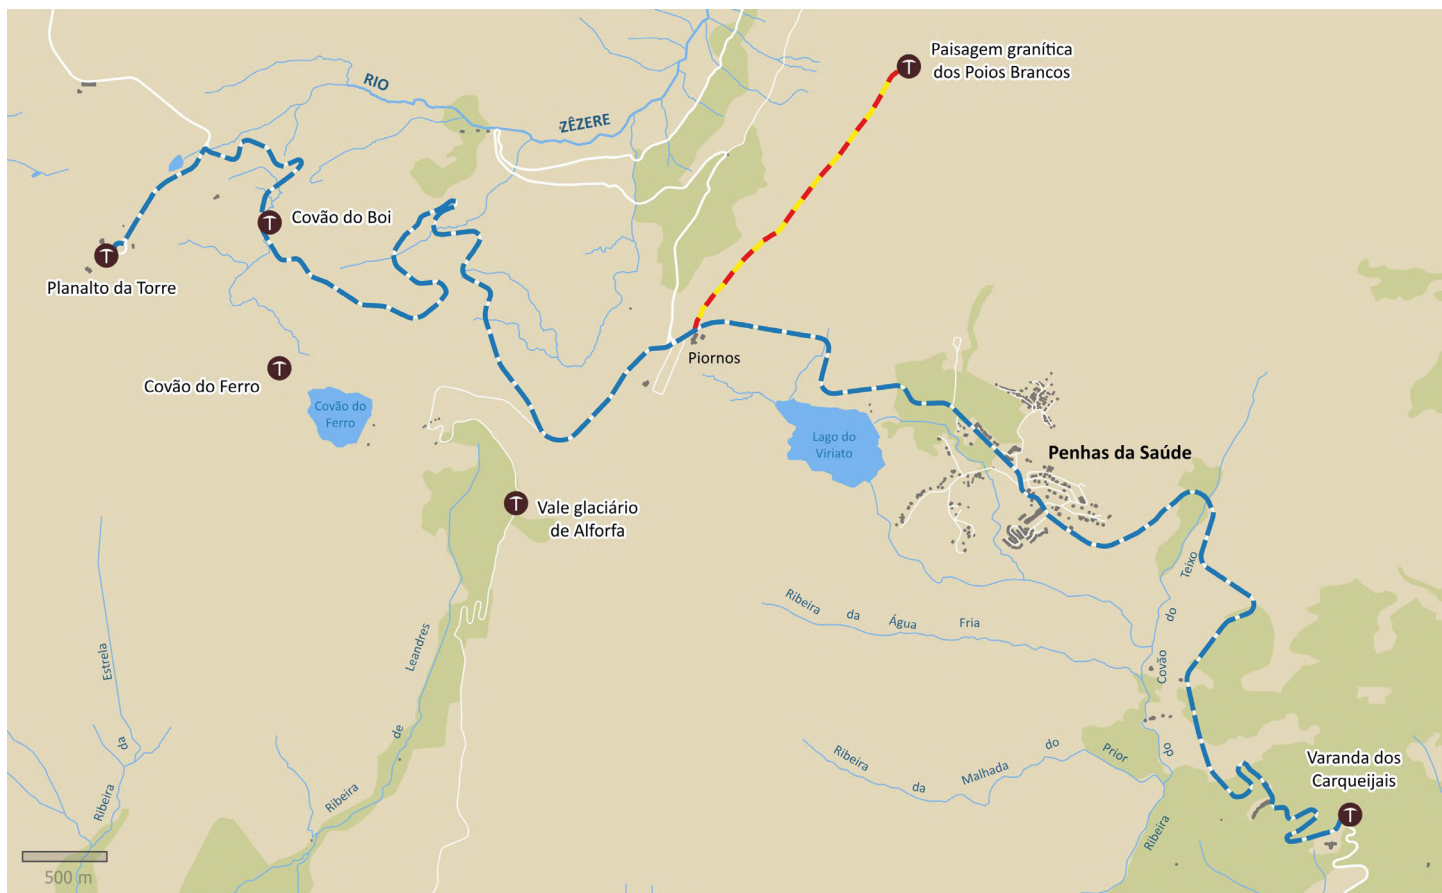 Paisagem granítica
dos Poios Brancos
RIO
ZÊZERE
Covão do Boi
Planalto da Torre
Piornos
Covão do Ferro
Covão do
Ferro
Lago do
Viriato
Penhas da Saúde
Vale glaciário
de Alforfa
Ribeira da Água Fria
Ribeira do Covão do Teixo
Ribeira de Leandres
Ribeira da Estrela
Ribeira da Malhada do Prior
Varanda dos
Carqueijais
500 m